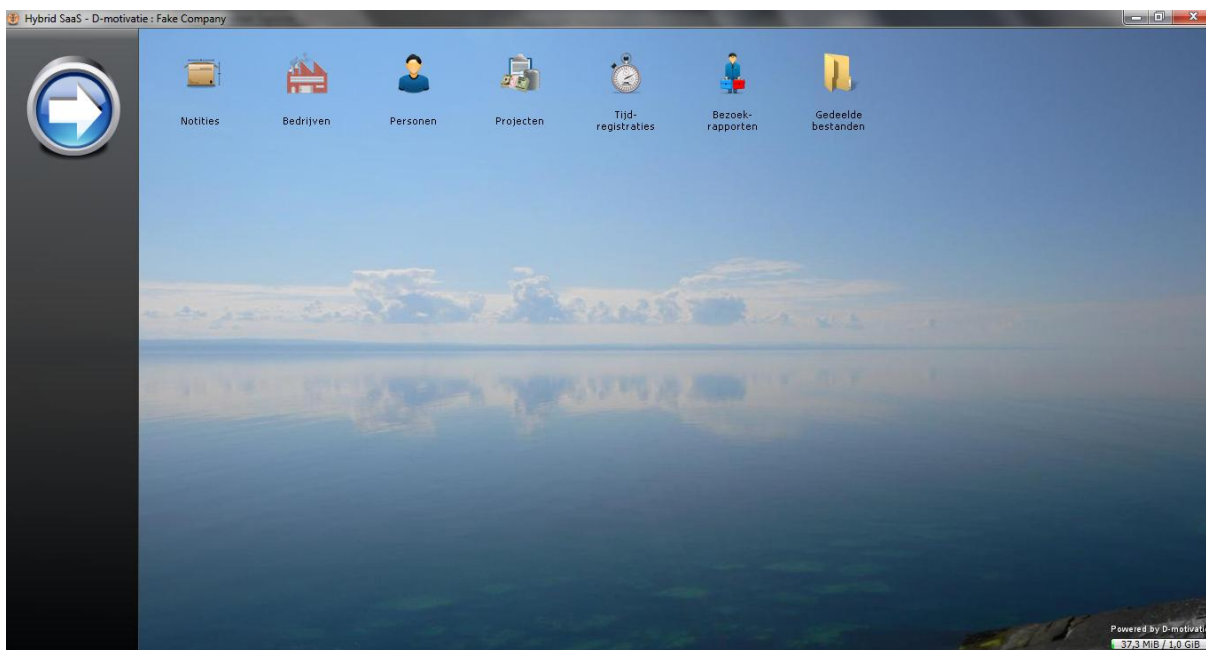 Hybrid SaaS - D-motivatie : Fake Company
Notities
Bedrijven
Personen
Projecten
Tijd-
registraties
Bezoek-
rapporten
Gedeelde
bestanden
Powered by D-motivatie
37,3 MiB / 1,0 GiB